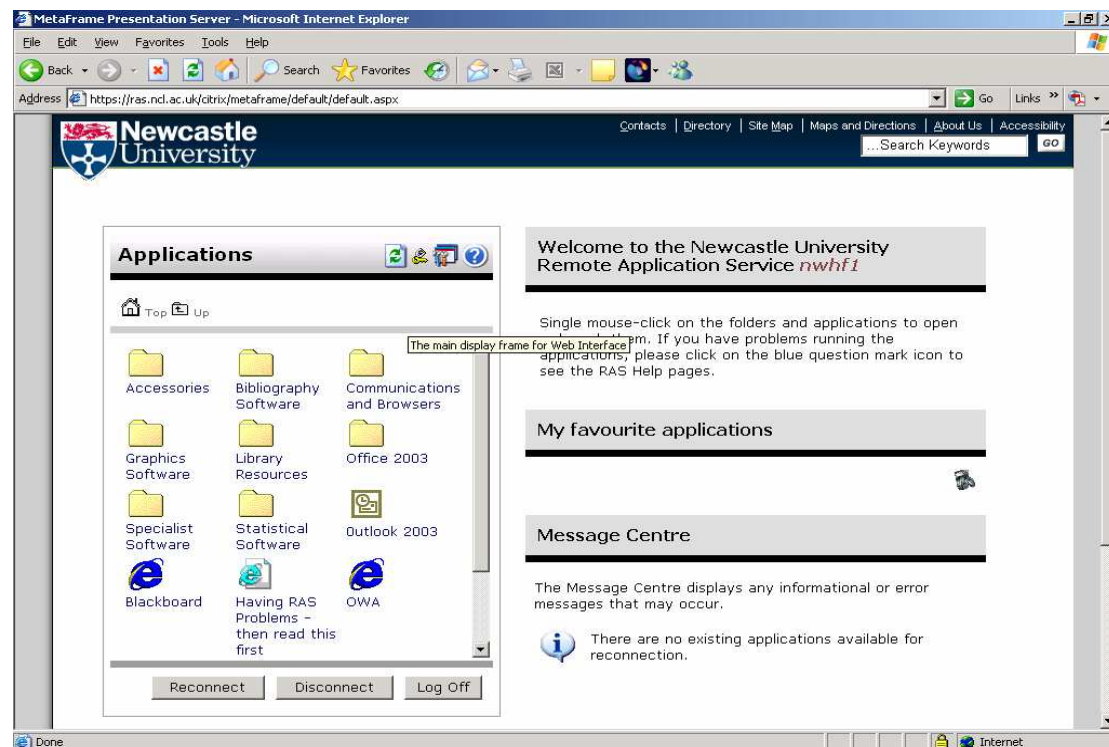 MetaFrame Presentation Server - Microsoft Internet Explorer
File Edit View Favorites Tools Help
Back Search Favorites
Address https://ras.ncl.ac.uk/citrix/metaframe/default/default.aspx Go Links »
Newcastle
University
Contacts | Directory | Site Map | Maps and Directions | About Us | Accessibility
...Search Keywords GO
Applications
Top Up
Accessories
Bibliography
Software
Communications
and Browsers
Graphics
Software
Library
Resources
Office 2003
Specialist
Software
Statistical
Software
Outlook 2003
Blackboard
Having RAS
Problems -
then read this
first
OWA
Reconnect Disconnect Log Off
The main display frame for Web Interface
Welcome to the Newcastle University
Remote Application Service nwhf1
Single mouse-click on the folders and applications to open
em. If you have problems running the
applications, please click on the blue question mark icon to
see the RAS Help pages.
My favourite applications
Message Centre
The Message Centre displays any informational or error
messages that may occur.
There are no existing applications available for
reconnection.
Done Internet